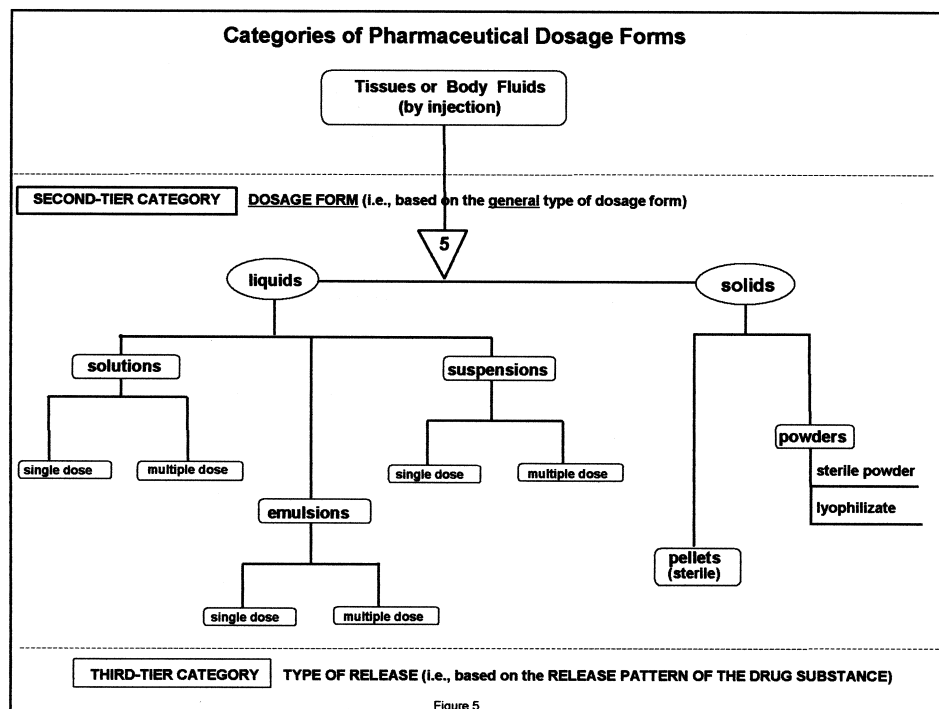 Categories of Pharmaceutical Dosage Forms
Tissues or Body Fluids
(by injection)
SECOND-TIER CATEGORY DOSAGE FORM (i.e., based on the general type of dosage form)
5
liquids
solids
solutions
suspensions
powders
single dose
multiple dose
single dose
multiple dose
sterile powder
lyophilizate
emulsions
pellets
(sterile)
single dose
multiple dose
THIRD-TIER CATEGORY TYPE OF RELEASE (i.e., based on the RELEASE PATTERN OF THE DRUG SUBSTANCE)
Figure 5